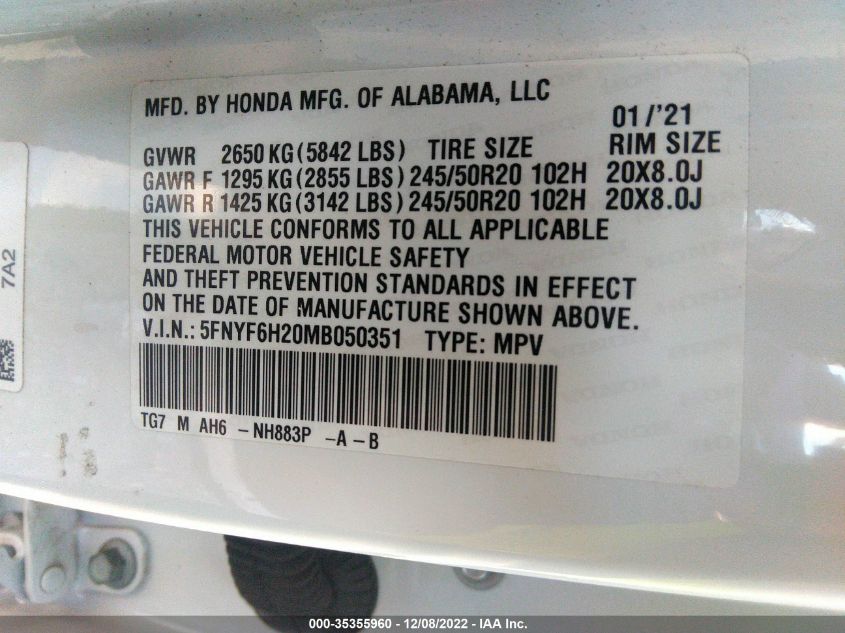 MFD. BY HONDA MFG. OF ALABAMA, LLC
01/'21
GVWR 2650 KG (5842 LBS) TIRE SIZE RIM SIZE
GAWR F 1295 KG (2855 LBS) 245/50R20 102H 20X8.0J
GAWR R 1425 KG (3142 LBS) 245/50R20 102H 20X8.0J
THIS VEHICLE CONFORMS TO ALL APPLICABLE
FEDERAL MOTOR VEHICLE SAFETY
AND THEFT PREVENTION STANDARDS IN EFFECT
ON THE DATE OF MANUFACTURE SHOWN ABOVE.
V.I.N.: 5FNYF6H20MB050351 TYPE: MPV
TG7 M AH6 - NH883P -A - B
7A2
000-35355960 - 12/08/2022 - IAA Inc.